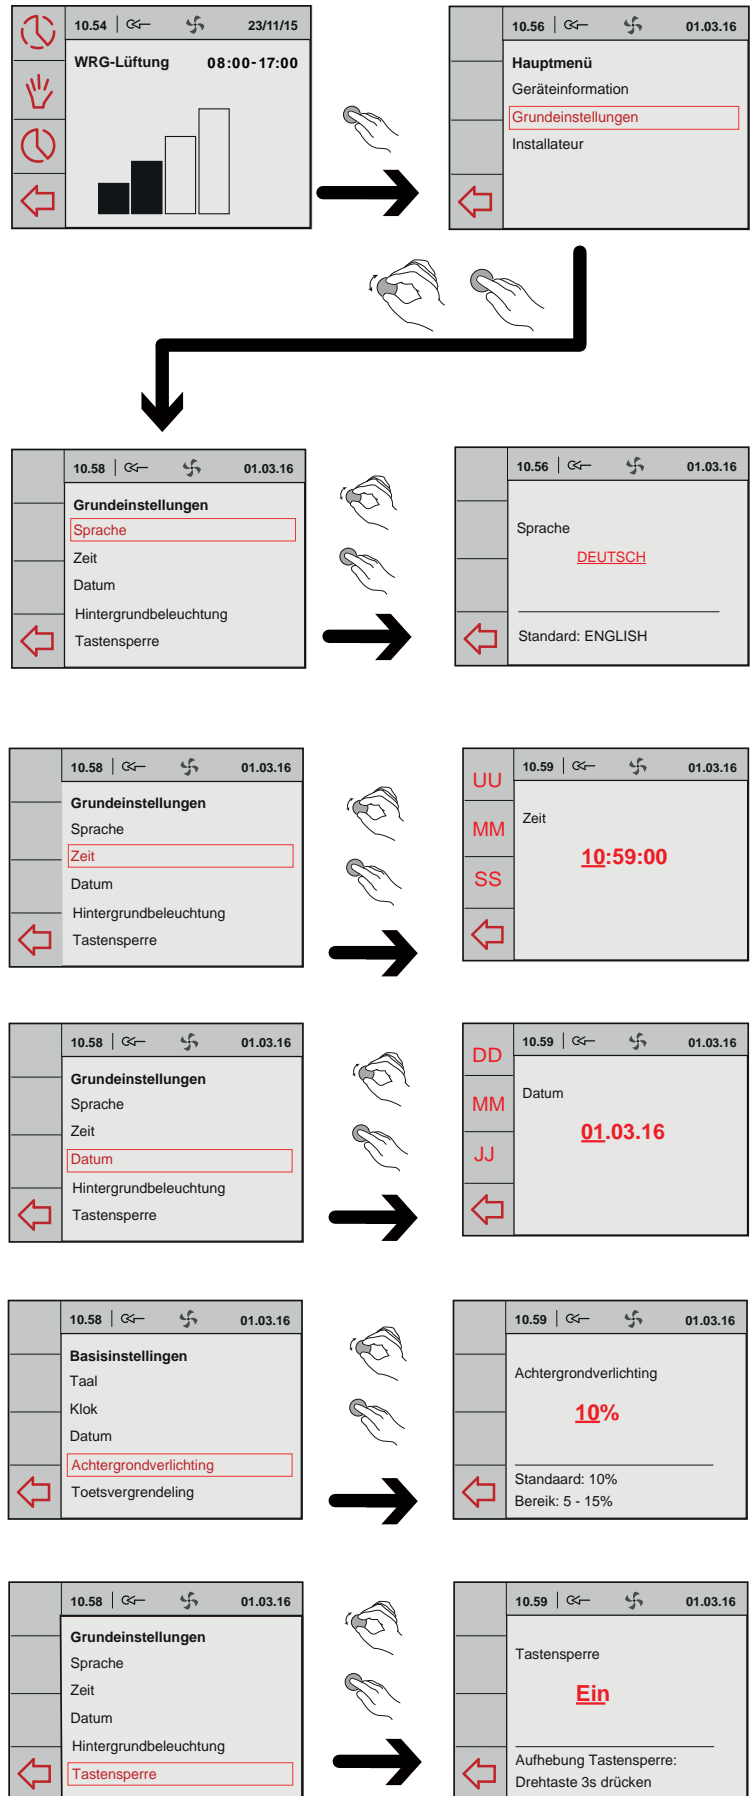 10.54 23/11/15
WRG-Lüftung 08:00-17:00
10.56 01.03.16
Hauptmenü
Geräteinformation
Grundeinstellungen
Installateur
10.58 01.03.16
Grundeinstellungen
Sprache
Zeit
Datum
Hintergrundbeleuchtung
Tastensperre
10.56 01.03.16
Sprache
DEUTSCH
Standard: ENGLISH
10.58 01.03.16
Grundeinstellungen
Sprache
Zeit
Datum
Hintergrundbeleuchtung
Tastensperre
UU
MM
SS
10.59 01.03.16
Zeit
10:59:00
10.58 01.03.16
Grundeinstellungen
Sprache
Zeit
Datum
Hintergrundbeleuchtung
Tastensperre
DD
MM
JJ
10.59 01.03.16
Datum
01.03.16
10.58 01.03.16
Basisinstellingen
Taal
Klok
Datum
Achtergrondverlichting
Toetsvergrendeling
10.59 01.03.16
Achtergrondverlichting
10%
Standaard: 10%
Bereik: 5 - 15%
10.58 01.03.16
Grundeinstellungen
Sprache
Zeit
Datum
Hintergrundbeleuchtung
Tastensperre
10.59 01.03.16
Tastensperre
Ein
Aufhebung Tastensperre:
Drehtaste 3s drücken